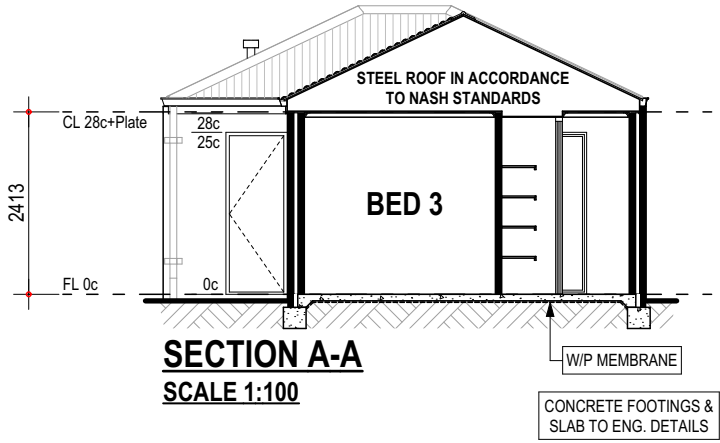 STEEL ROOF IN ACCORDANCE
TO NASH STANDARDS
CL 28c+Plate
28c
25c
2413
BED 3
FL 0c
0c
SECTION A-A
SCALE 1:100
W/P MEMBRANE
CONCRETE FOOTINGS &
SLAB TO ENG. DETAILS